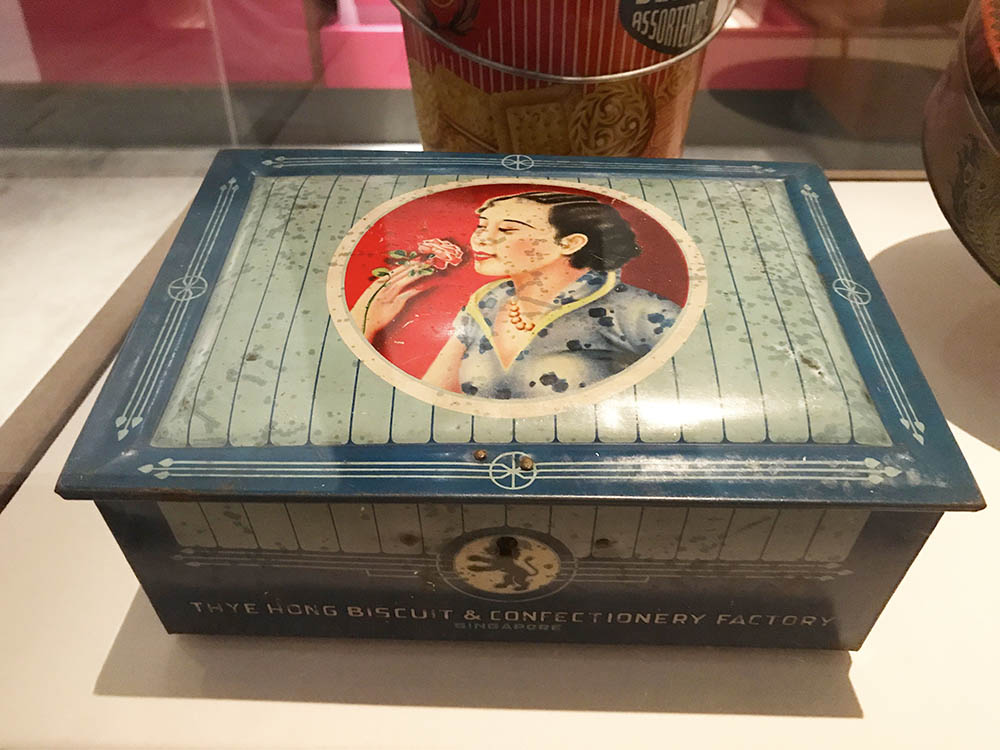 ASSORTED
THYE HONG BISCUIT & CONFECTIONERY FACTORY
SINGAPORE